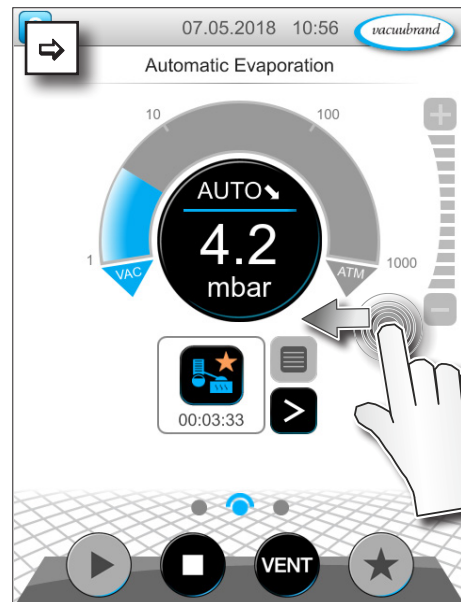 07.05.2018 10:56 vacuubrand
Automatic Evaporation
10 100
AUTO
4.2
mbar
1 VAC ATM 1000
00:03:33
VENT